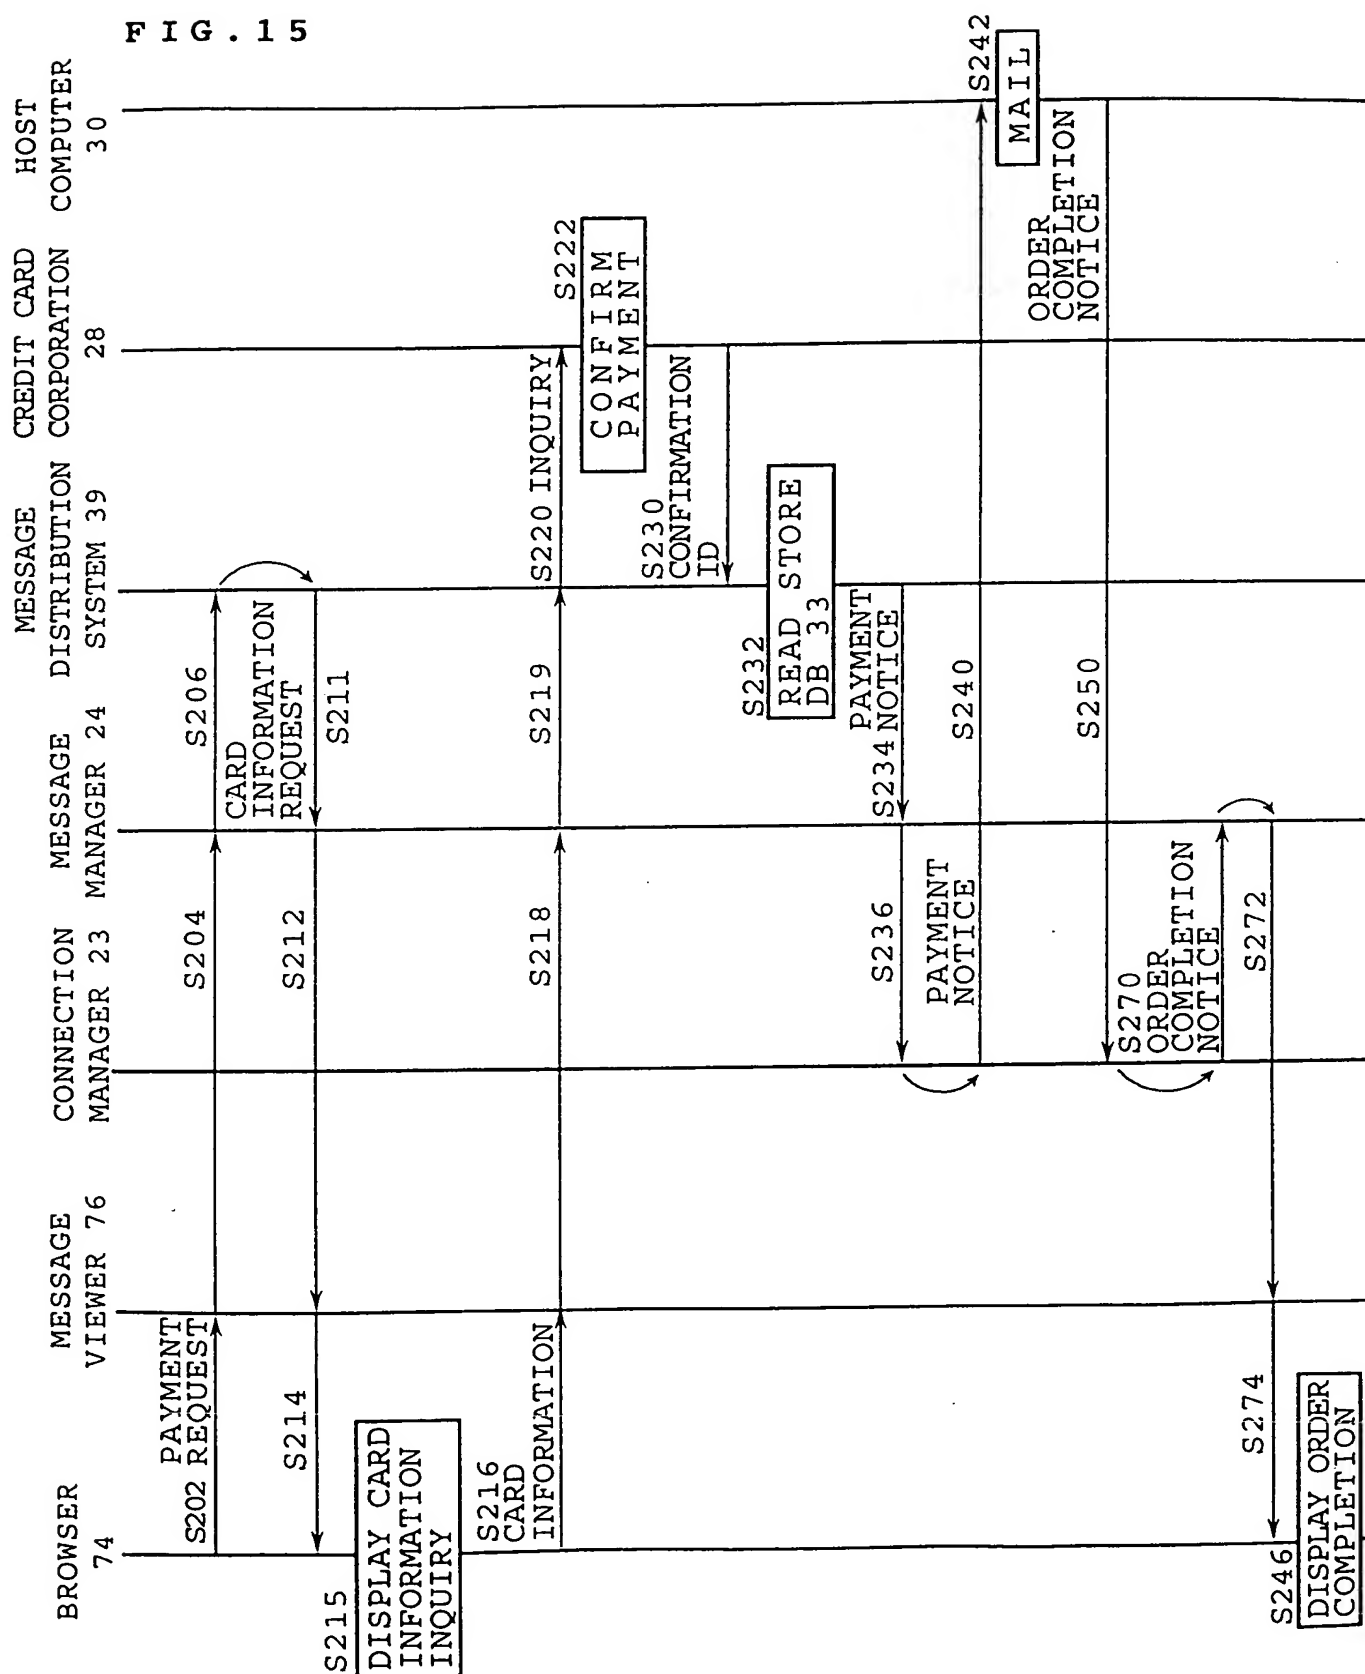 FIG.15
BROWSER
74
MESSAGE
VIEWER 76
CONNECTION
MANAGER 23
MESSAGE
MANAGER 24
MESSAGE
DISTRIBUTION
SYSTEM 39
CREDIT CARD
CORPORATION
28
HOST
COMPUTER
30
PAYMENT
S202 REQUEST
S204
S206
CARD
INFORMATION
REQUEST
S211
S212
S214
S215
DISPLAY CARD
INFORMATION
INQUIRY
S216
CARD
INFORMATION
S218
S219
S220 INQUIRY
S222
CONFIRM
PAYMENT
S230
CONFIRMATION
ID
S232
READ STORE
DB 33
PAYMENT
S234 NOTICE
S236
PAYMENT
NOTICE
S240
S242
MAIL
ORDER
COMPLETION
NOTICE
S250
S270
ORDER
COMPLETION
NOTICE
S272
S274
S246
DISPLAY ORDER
COMPLETION